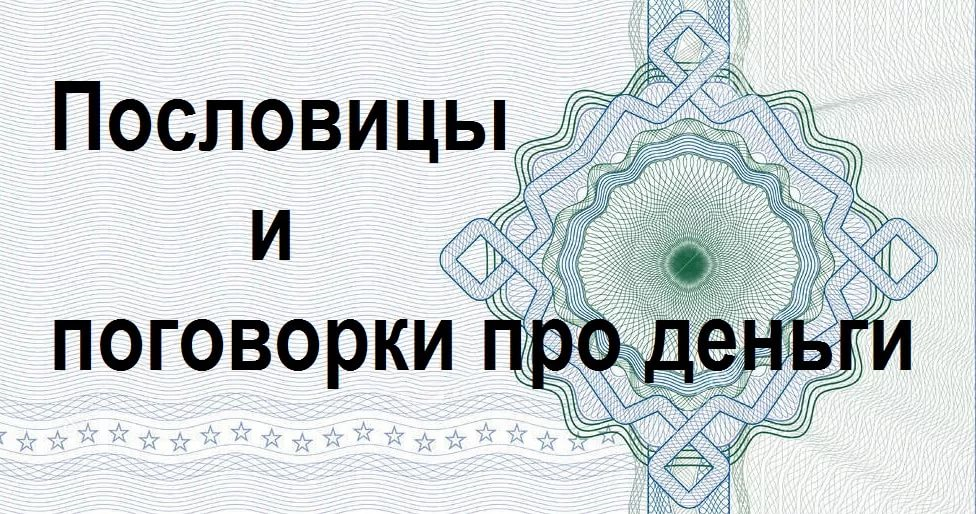 Пословицы
и
поговорки про деньги